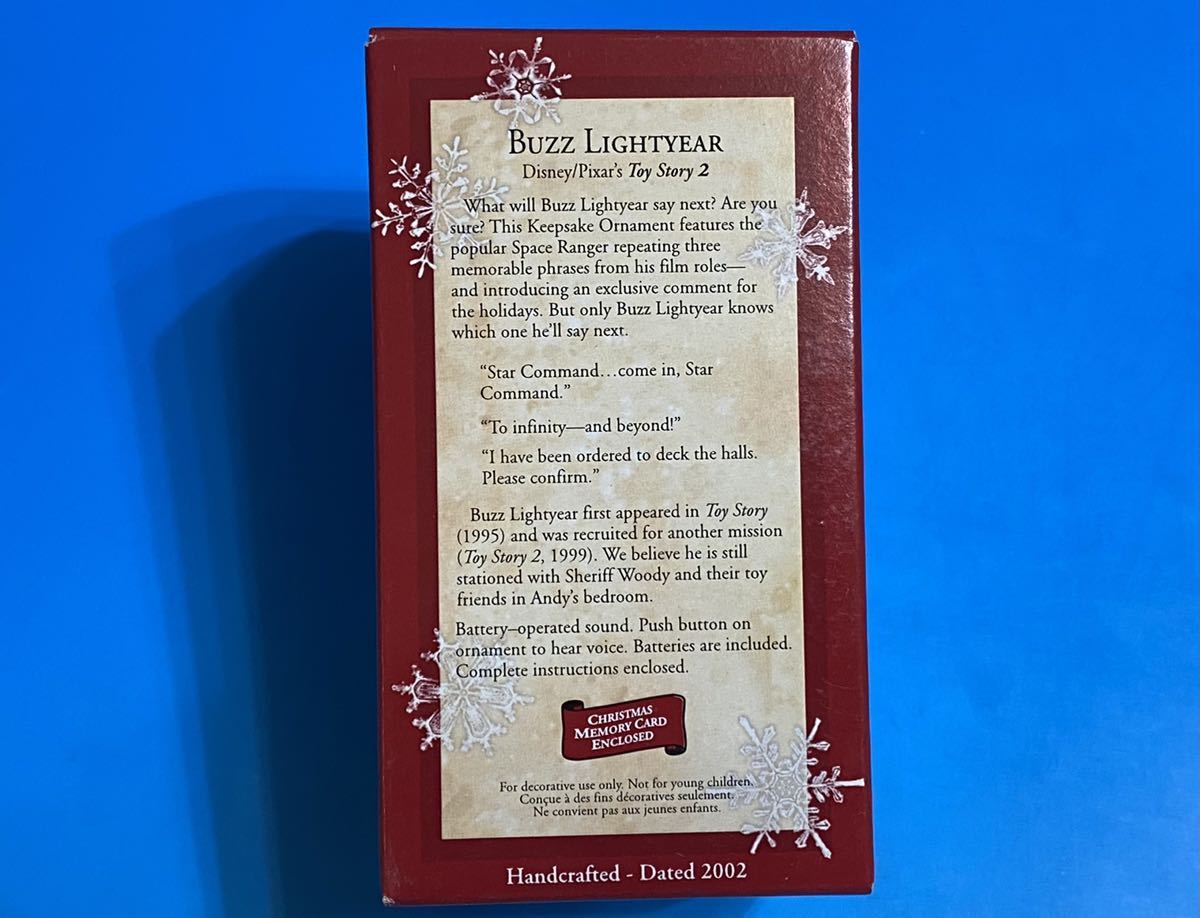 BUZZ LIGHTYEAR
Disney/Pixar's Toy Story 2
What will Buzz Lightyear say next? Are you
sure? This Keepsake Ornament features the
popular Space Ranger repeating three
memorable phrases from his film roles—
and introducing an exclusive comment for
the holidays. But only Buzz Lightyear knows
which one he'll say next.
“Star Command...come in, Star
Command.”
“To infinity—and beyond!”
“I have been ordered to deck the halls.
Please confirm.”
Buzz Lightyear first appeared in Toy Story
(1995) and was recruited for another mission
(Toy Story 2, 1999). We believe he is still
stationed with Sheriff Woody and their toy
friends in Andy's bedroom.
Battery–operated sound. Push button on
ornament to hear voice. Batteries are included.
Complete instructions enclosed.
CHRISTMAS
MEMORY CARD
ENCLOSED
For decorative use only. Not for young children.
Conçue à des fins décoratives seulement.
Ne convient pas aux jeunes enfants.
Handcrafted - Dated 2002